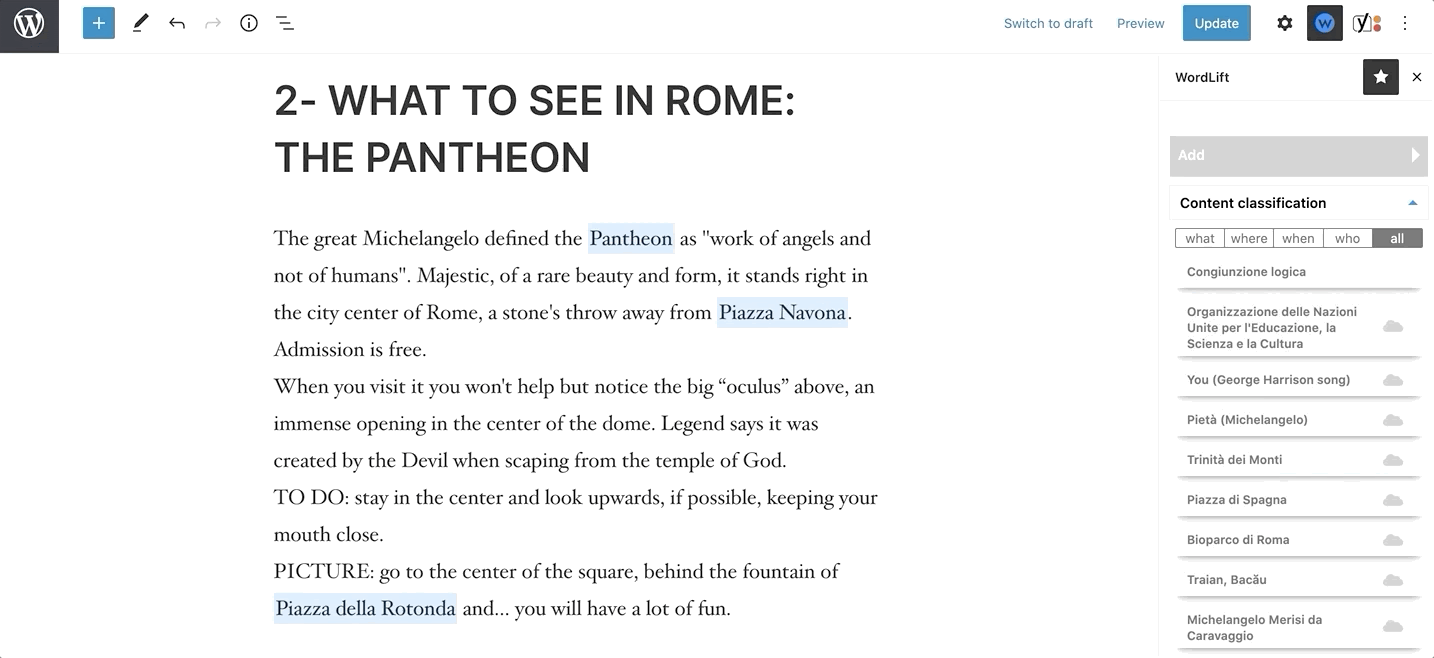 Switch to draft Preview Update
WordLift
2- WHAT TO SEE IN ROME:
THE PANTHEON
The great Michelangelo defined the Pantheon as "work of angels and
not of humans". Majestic, of a rare beauty and form, it stands right in
the city center of Rome, a stone's throw away from Piazza Navona.
Admission is free.
When you visit it you won't help but notice the big “oculus” above, an
immense opening in the center of the dome. Legend says it was
created by the Devil when scaping from the temple of God.
TO DO: stay in the center and look upwards, if possible, keeping your
mouth close.
PICTURE: go to the center of the square, behind the fountain of
Piazza della Rotonda and... you will have a lot of fun.
Add
Content classification
what where when who all
Congiunzione logica
Organizzazione delle Nazioni
Unite per l'Educazione, la
Scienza e la Cultura
You (George Harrison song)
Pietà (Michelangelo)
Trinità dei Monti
Piazza di Spagna
Bioparco di Roma
Traian, Bacău
Michelangelo Merisi da
Caravaggio